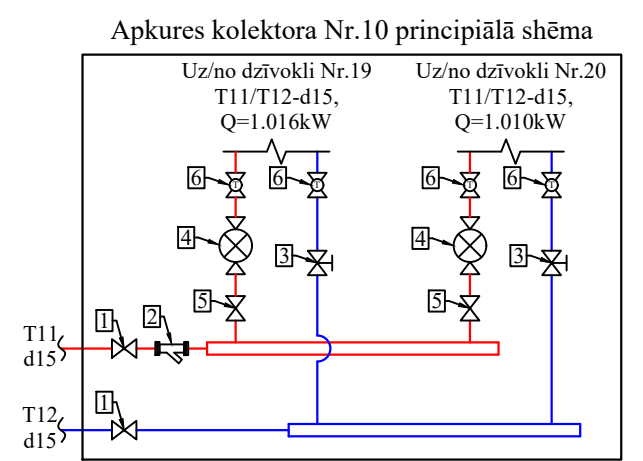 Apkures kolektora Nr.10 principiālā shēma
Uz/no dzīvokli Nr.19
T11/T12-d15,
Q=1.016kW
Uz/no dzīvokli Nr.20
T11/T12-d15,
Q=1.010kW
6
T
6
T
6
T
6
T
4
3
4
3
5
5
T11
d15
1
2
T12
d15
1